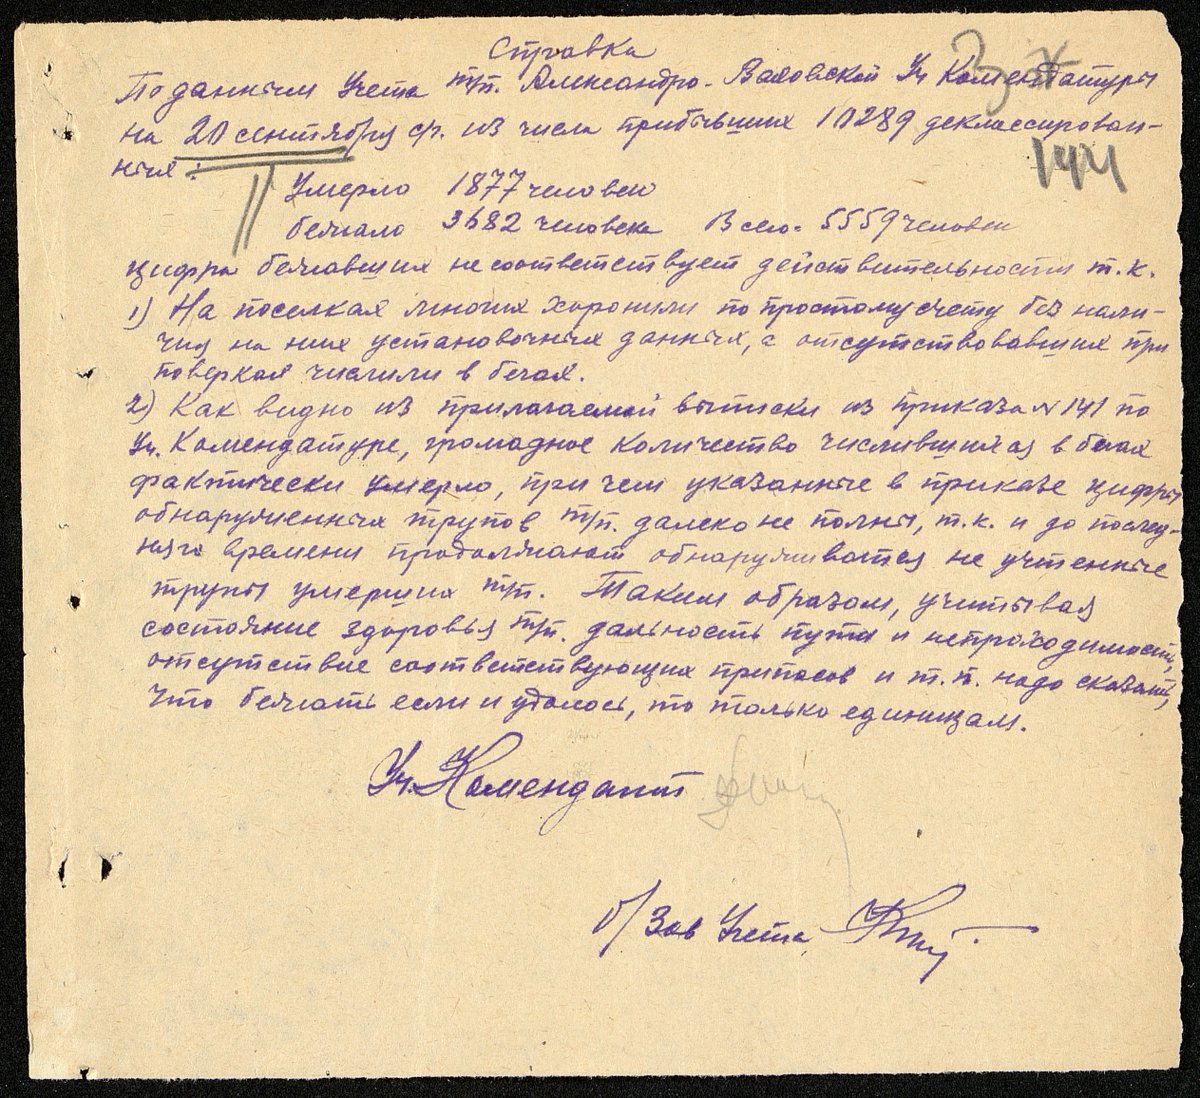 Справка
По данным Учета т/п. Александро-Ваховской Уч Комендатуры
на 20 сентября с/г. из числа прибывших 10289 деклассирован-
ных:
144
Умерло 1877 человек
бежало 3682 человека Всего - 5559 человек
цифра бежавших не соответствует действительности т.к.
1) На поселках многих хоронили по простому счету без нали-
чия на них установочных данных, а отсутствовавших при
поверках числили в бегах.
2) Как видно из прилагаемой выписки из приказа № 141 по
Уч. Комендатуре, громадное количество числившихся в бегах
фактически умерло, при чем указанные в приказе цифры
обнаруженных трупов т/п. далеко не полны, т.к. и до послед-
него времени продолжают обнаруживатся не учтенные
трупы умерших т/п. Таким образом, учитывая
состояние здоровья т/п. дальность пути и непроходимость,
отсутствие соответствующих припасов и т.п. надо сказать,
что бежать если и удалось, то только единицам.
Уч. Комендант
в/Зав Учета